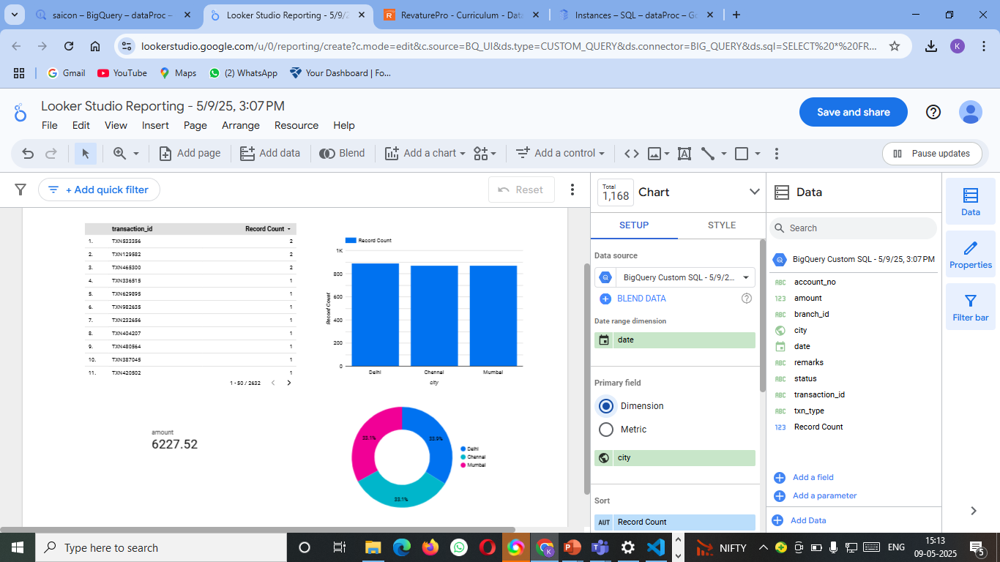 saicon – BigQuery – dataProc –
Looker Studio Reporting - 5/9/2
RevaturePro - Curriculum - Data
Instances – SQL – dataProc – Go
lookerstudio.google.com/u/0/reporting/create?c.mode=edit&c.source=BQ_UI&ds.type=CUSTOM_QUERY&ds.connector=BIG_QUERY&ds.sql=SELECT%20*%20FR...
K
Gmail
YouTube
Maps
(2) WhatsApp
Your Dashboard | Fo...
Looker Studio Reporting - 5/9/25, 3:07 PM
File Edit View Insert Page Arrange Resource Help
Save and share
Add page
Add data
Blend
Add a chart
Add a control
Pause updates
+ Add quick filter
Reset
transaction_id Record Count
1. TXN533356 2
2. TXN129582 2
3. TXN465300 2
4. TXN336515 1
5. TXN629895 1
6. TXN982635 1
7. TXN232656 1
8. TXN404207 1
9. TXN480564 1
10. TXN387045 1
11. TXN420502 1
1 - 50 / 2632
Record Count
1K
800
600
400
200
0
Record Count
Delhi Chennai Mumbai
city
amount
6227.52
33.1%
33.9%
33.1%
Delhi
Chennai
Mumbai
Total
1,168
Chart
SETUP STYLE
Data source
BigQuery Custom SQL - 5/9/2...
BLEND DATA
Date range dimension
date
Primary field
Dimension
Metric
city
Sort
AUT Record Count
Data
Search
BigQuery Custom SQL - 5/9/25, 3:07 PM
ABC account_no
123 amount
ABC branch_id
city
date
ABC remarks
ABC status
ABC transaction_id
ABC txn_type
123 Record Count
Add a field
Add a parameter
Add Data
Data
Properties
Filter bar
Type here to search
K
NIFTY
ENG
15:13
09-05-2025
5